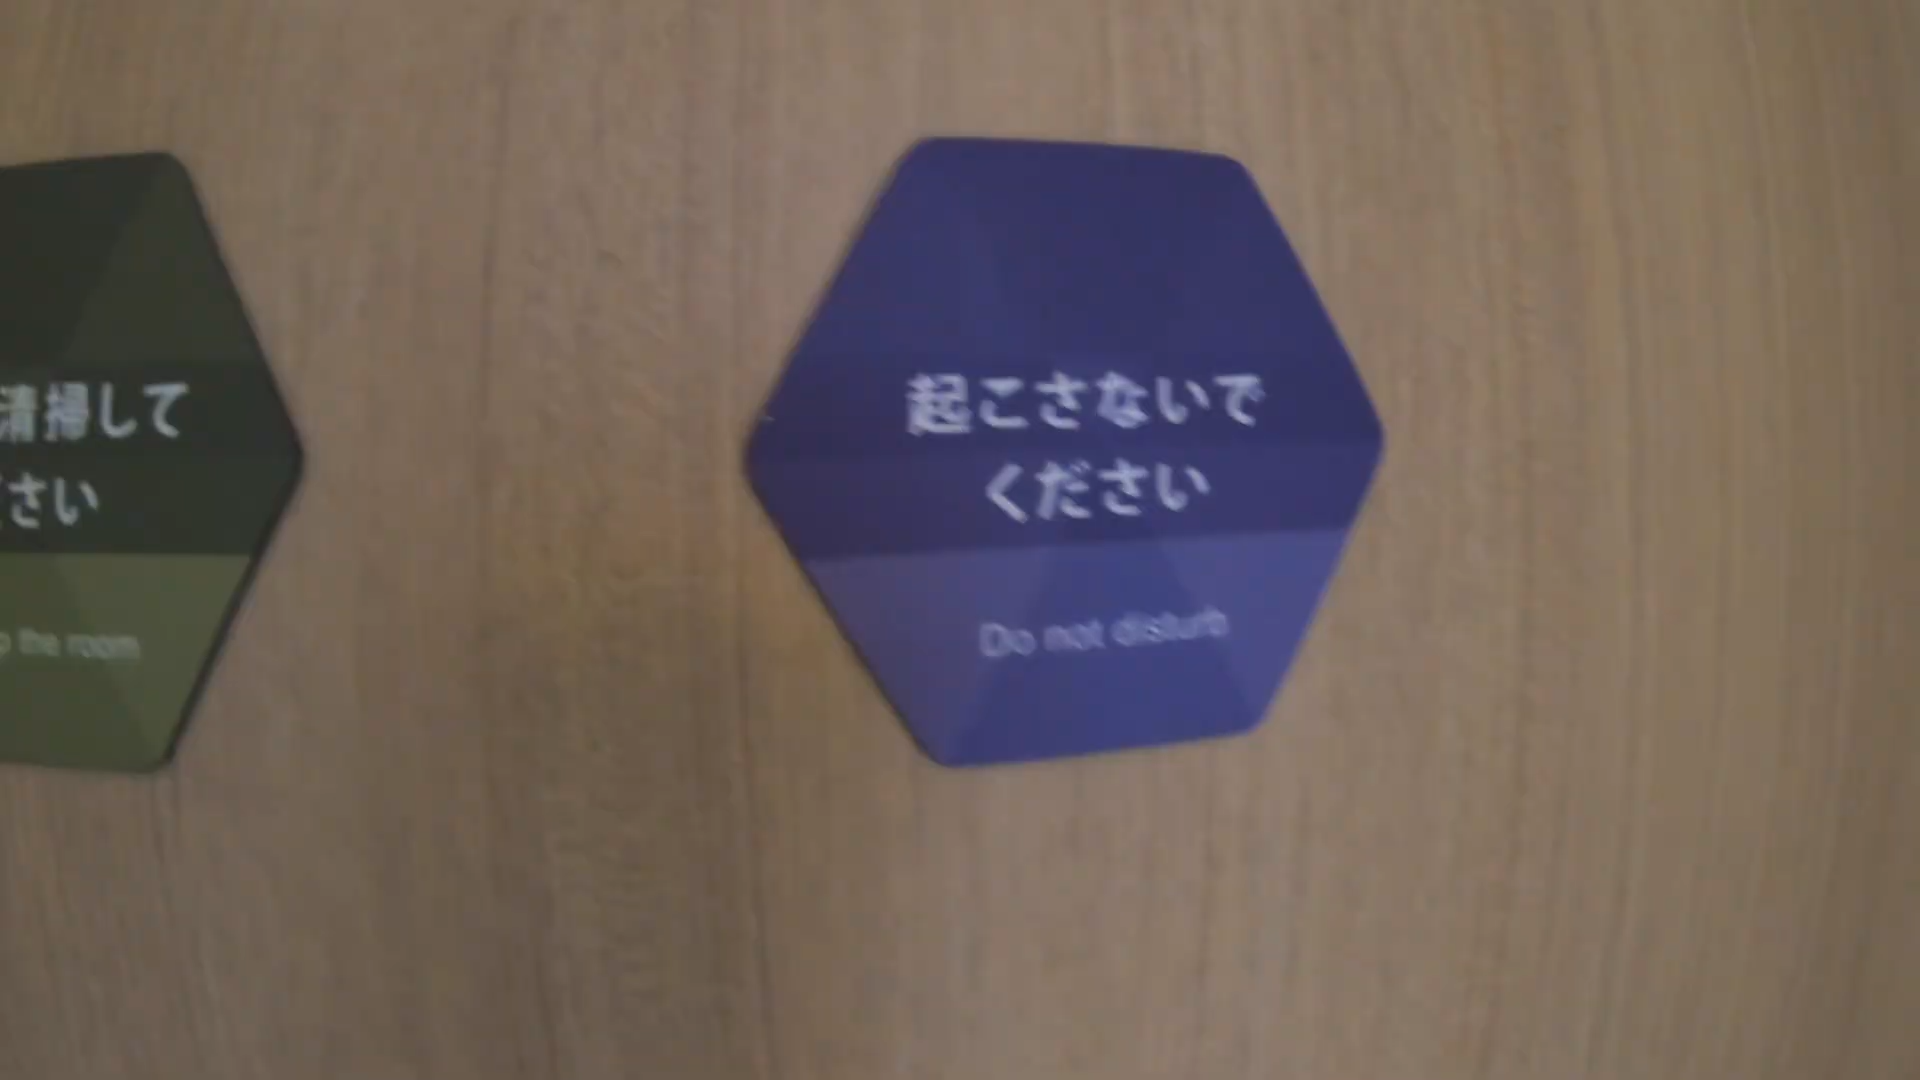 清掃して
さい
the room
起こさないで
ください
Do not disturb